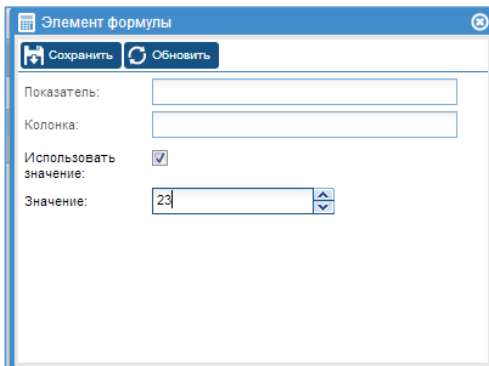 Элемент формулы
Сохранить Обновить
Показатель:
Колонка:
Использовать
значение:
Значение: 23